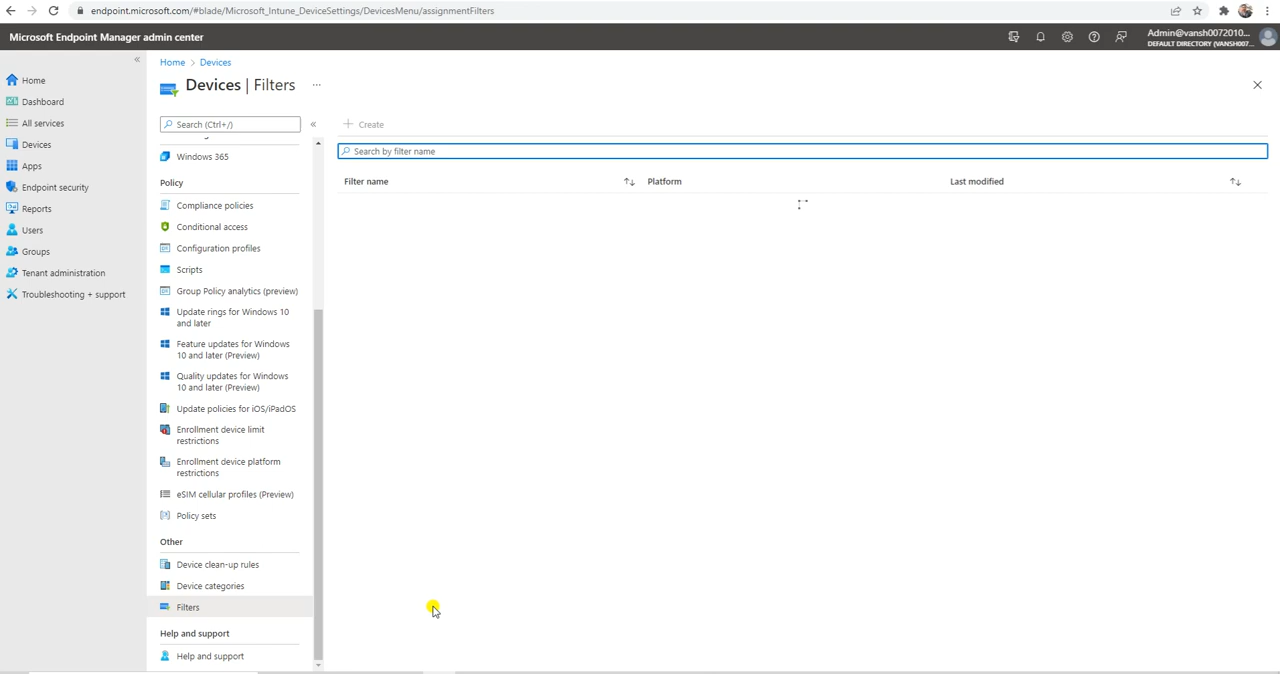 endpoint.microsoft.com/#blade/Microsoft_Intune_DeviceSettings/DevicesMenu/assignmentFilters
Microsoft Endpoint Manager admin center
Admin@vansh0072010...
DEFAULT DIRECTORY (VANSH007...
Home
Dashboard
All services
Devices
Apps
Endpoint security
Reports
Users
Groups
Tenant administration
Troubleshooting + support
Home > Devices
Devices | Filters ...
Search (Ctrl+/)
Windows 365
Policy
Compliance policies
Conditional access
Configuration profiles
Scripts
Group Policy analytics (preview)
Update rings for Windows 10
and later
Feature updates for Windows
10 and later (Preview)
Quality updates for Windows
10 and later (Preview)
Update policies for iOS/iPadOS
Enrollment device limit
restrictions
Enrollment device platform
restrictions
eSIM cellular profiles (Preview)
Policy sets
Other
Device clean-up rules
Device categories
Filters
Help and support
Help and support
+ Create
Search by filter name
Filter name Platform Last modified